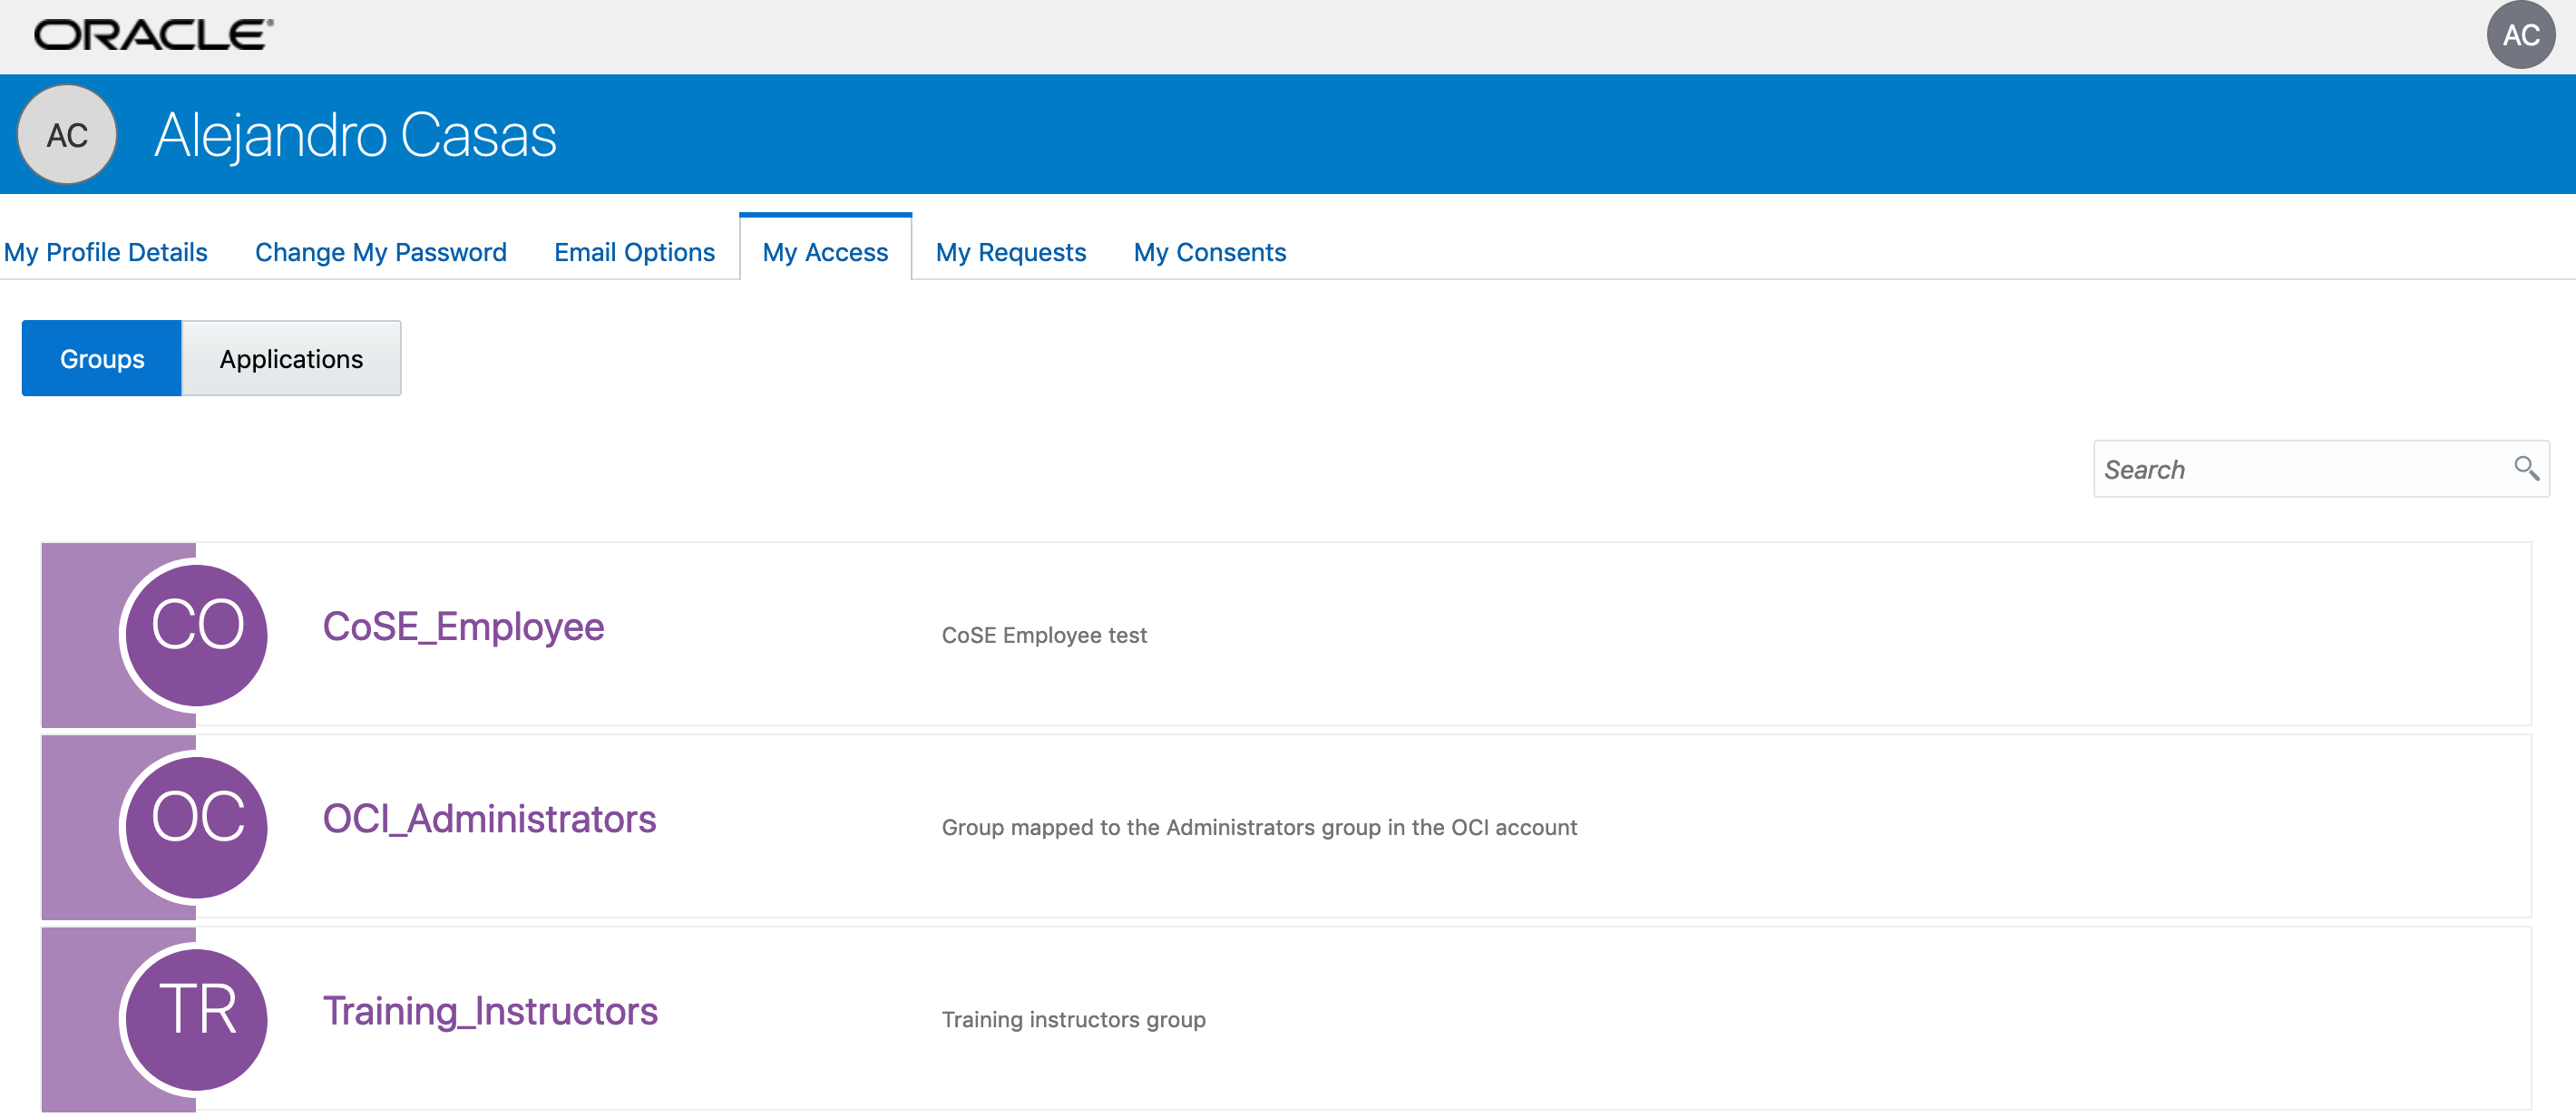 ORACLE®
AC
AC
Alejandro Casas
My Profile Details Change My Password Email Options My Access My Requests My Consents
Groups Applications
Search
CO CoSE_Employee CoSE Employee test
OC OCI_Administrators Group mapped to the Administrators group in the OCI account
TR Training_Instructors Training instructors group